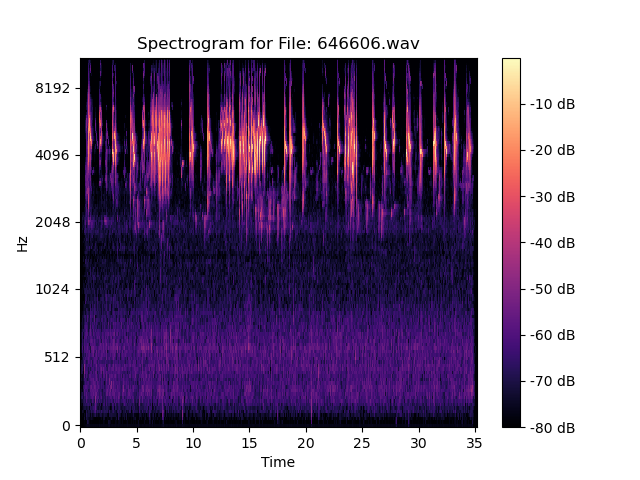 Spectrogram for File: 646606.wav
8192
4096
2048
1024
512
0
Hz
0 5 10 15 20 25 30 35
Time
-10 dB
-20 dB
-30 dB
-40 dB
-50 dB
-60 dB
-70 dB
-80 dB